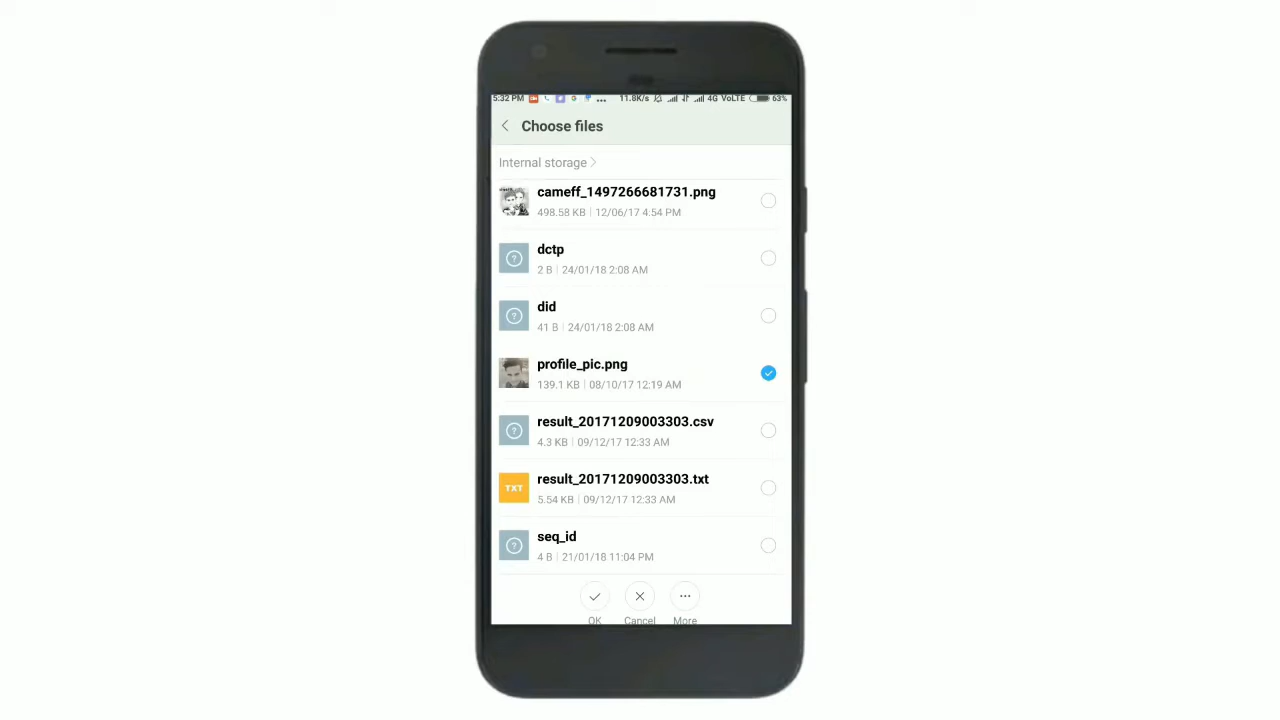 5:32 PM ... 11.8K/s 4G VoLTE 63%
Choose files
Internal storage
cameff_1497266681731.png
498.58 KB | 12/06/17 4:54 PM
dctp
2 B | 24/01/18 2:08 AM
did
41 B | 24/01/18 2:08 AM
profile_pic.png
139.1 KB | 08/10/17 12:19 AM
result_20171209003303.csv
4.3 KB | 09/12/17 12:33 AM
result_20171209003303.txt
TXT
5.54 KB | 09/12/17 12:33 AM
seq_id
4 B | 21/01/18 11:04 PM
OK Cancel More